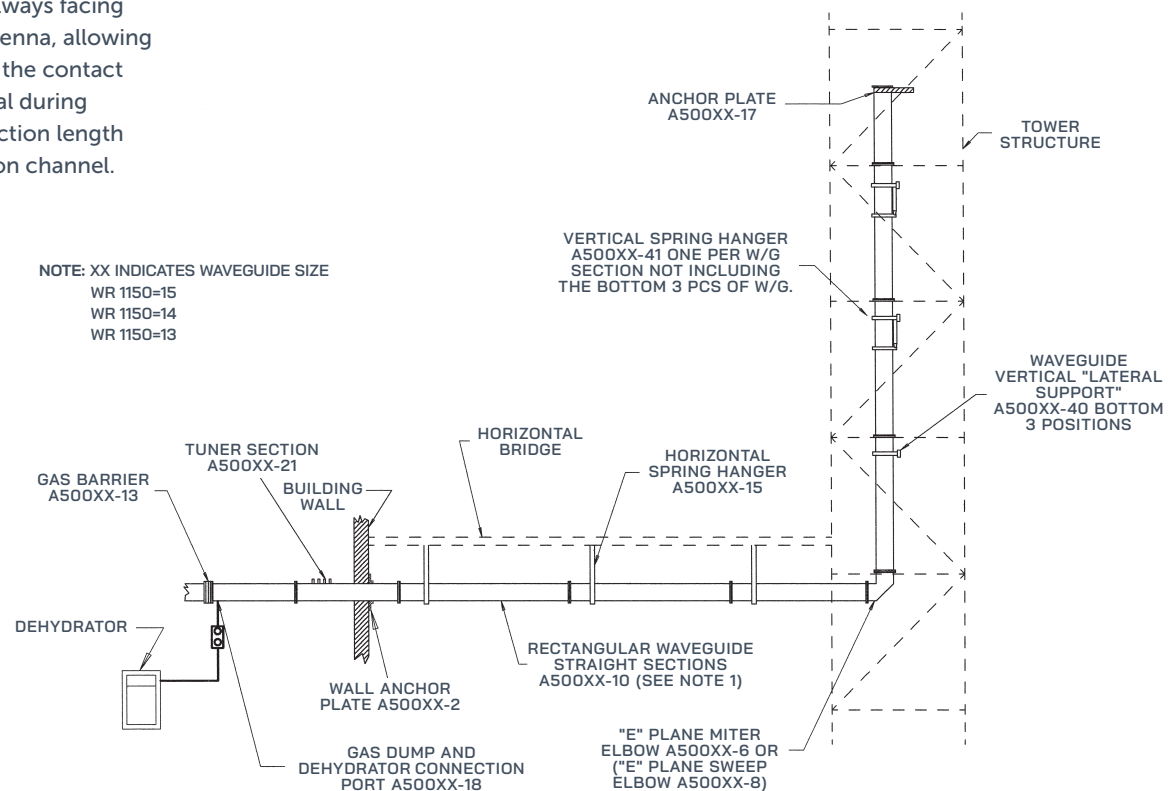 lways facing
enna, allowing
the contact
al during
ction length
on channel.
NOTE: XX INDICATES WAVEGUIDE SIZE
WR 1150=15
WR 1150=14
WR 1150=13
ANCHOR PLATE
A500XX-17
TOWER
STRUCTURE
VERTICAL SPRING HANGER
A500XX-41 ONE PER W/G
SECTION NOT INCLUDING
THE BOTTOM 3 PCS OF W/G.
WAVEGUIDE
VERTICAL "LATERAL
SUPPORT"
A500XX-40 BOTTOM
3 POSITIONS
HORIZONTAL
BRIDGE
HORIZONTAL
SPRING HANGER
A500XX-15
TUNER SECTION
A500XX-21
BUILDING
WALL
GAS BARRIER
A500XX-13
DEHYDRATOR
WALL ANCHOR
PLATE A500XX-2
RECTANGULAR WAVEGUIDE
STRAIGHT SECTIONS
A500XX-10 (SEE NOTE 1)
GAS DUMP AND
DEHYDRATOR CONNECTION
PORT A500XX-18
"E" PLANE MITER
ELBOW A500XX-6 OR
("E" PLANE SWEEP
ELBOW A500XX-8)